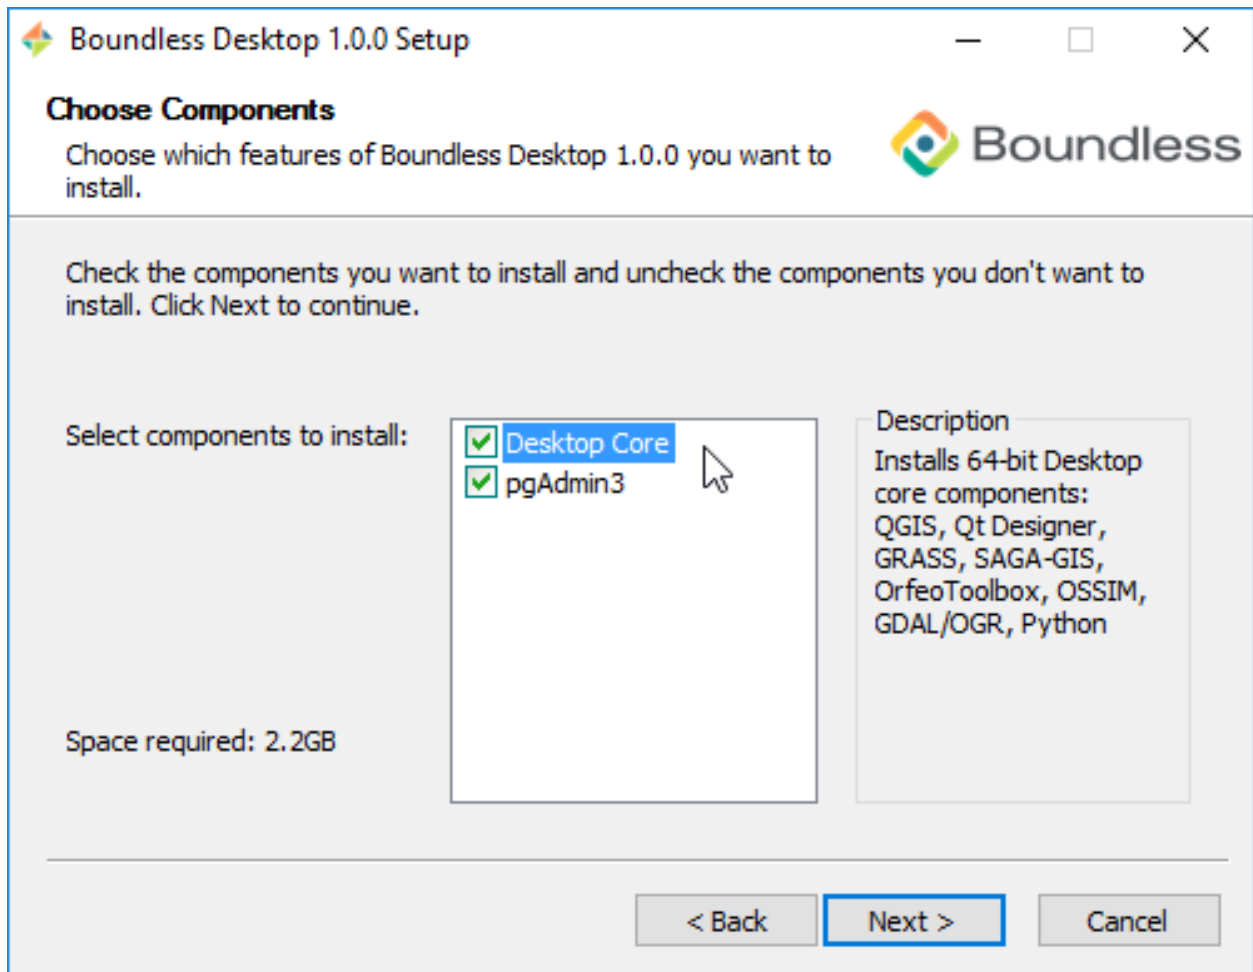 Boundless Desktop 1.0.0 Setup
Choose Components
Choose which features of Boundless Desktop 1.0.0 you want to
install.
Boundless
Check the components you want to install and uncheck the components you don't want to
install. Click Next to continue.
Select components to install:
Desktop Core
pgAdmin3
Description
Installs 64-bit Desktop
core components:
QGIS, Qt Designer,
GRASS, SAGA-GIS,
OrfeoToolbox, OSSIM,
GDAL/OGR, Python
Space required: 2.2GB
< Back
Next >
Cancel